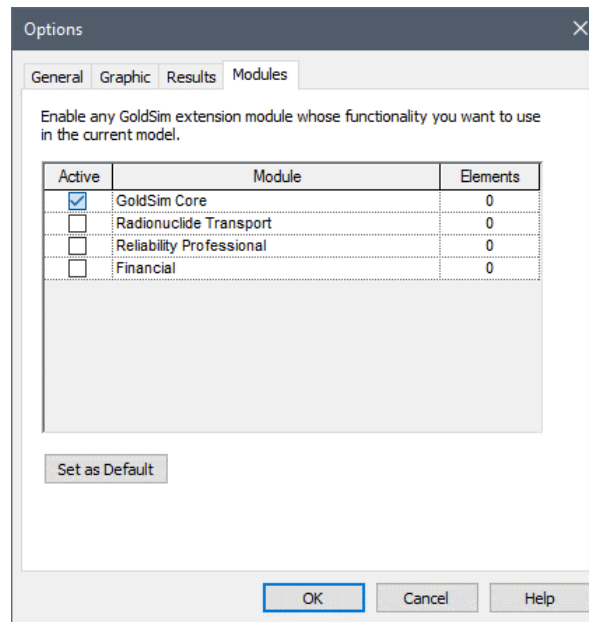 Options
General Graphic Results Modules
Enable any GoldSim extension module whose functionality you want to use
in the current model.
Active Module Elements
GoldSim Core 0
Radionuclide Transport 0
Reliability Professional 0
Financial 0
Set as Default
OK Cancel Help